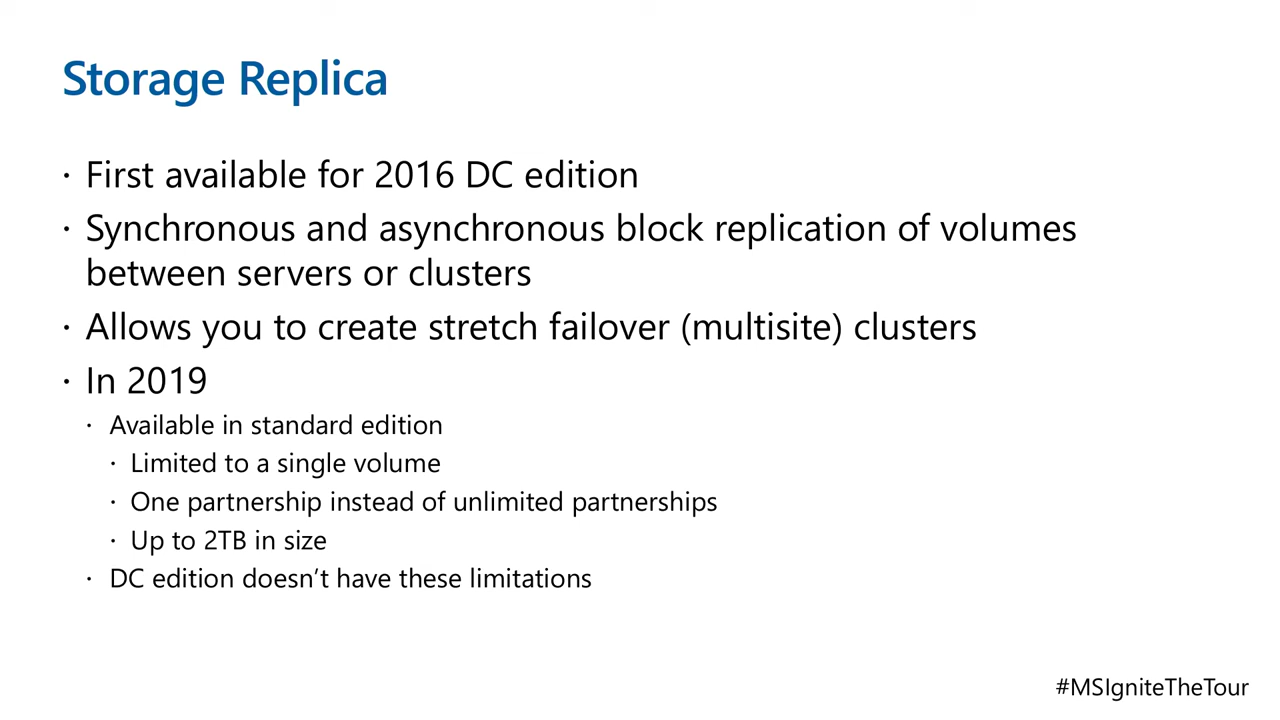 Storage Replica
· First available for 2016 DC edition
· Synchronous and asynchronous block replication of volumes
between servers or clusters
· Allows you to create stretch failover (multisite) clusters
· In 2019
· Available in standard edition
· Limited to a single volume
· One partnership instead of unlimited partnerships
· Up to 2TB in size
· DC edition doesn’t have these limitations
#MSIgniteTheTour